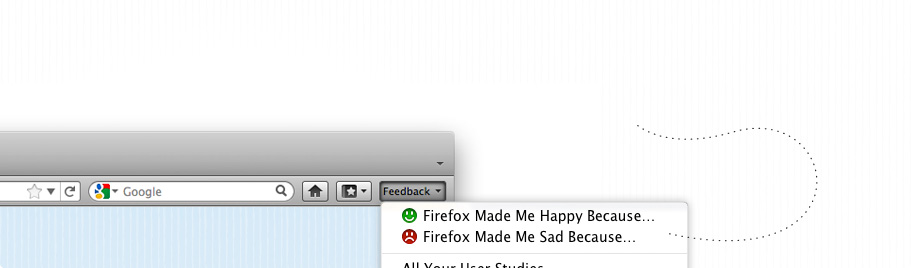 Google
Feedback
Firefox Made Me Happy Because...
Firefox Made Me Sad Because...
All Your User Studies